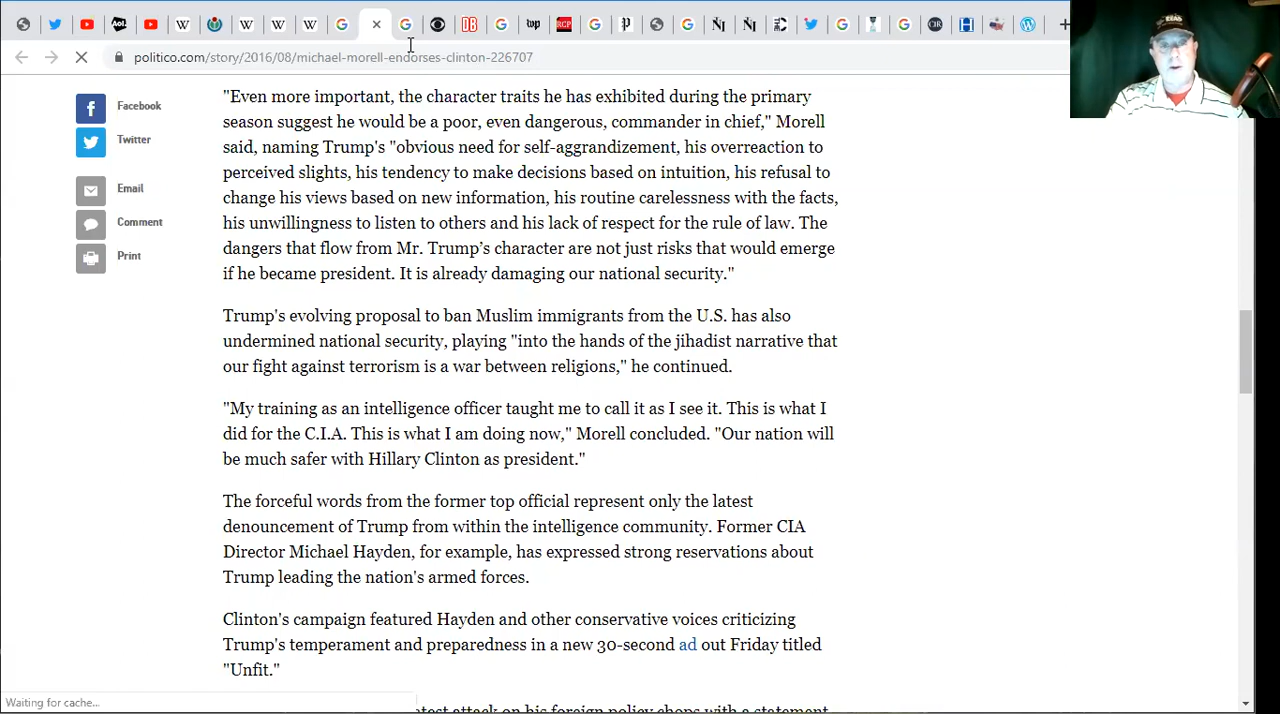 politico.com/story/2016/08/michael-morell-endorses-clinton-226707
Facebook
Twitter
Email
Comment
Print
"Even more important, the character traits he has exhibited during the primary
season suggest he would be a poor, even dangerous, commander in chief," Morell
said, naming Trump's "obvious need for self-aggrandizement, his overreaction to
perceived slights, his tendency to make decisions based on intuition, his refusal to
change his views based on new information, his routine carelessness with the facts,
his unwillingness to listen to others and his lack of respect for the rule of law. The
dangers that flow from Mr. Trump’s character are not just risks that would emerge
if he became president. It is already damaging our national security."
Trump's evolving proposal to ban Muslim immigrants from the U.S. has also
undermined national security, playing "into the hands of the jihadist narrative that
our fight against terrorism is a war between religions," he continued.
"My training as an intelligence officer taught me to call it as I see it. This is what I
did for the C.I.A. This is what I am doing now," Morell concluded. "Our nation will
be much safer with Hillary Clinton as president."
The forceful words from the former top official represent only the latest
denouncement of Trump from within the intelligence community. Former CIA
Director Michael Hayden, for example, has expressed strong reservations about
Trump leading the nation's armed forces.
Clinton's campaign featured Hayden and other conservative voices criticizing
Trump's temperament and preparedness in a new 30-second ad out Friday titled
"Unfit."
attack on his foreign policy chops with a statement
Waiting for cache...